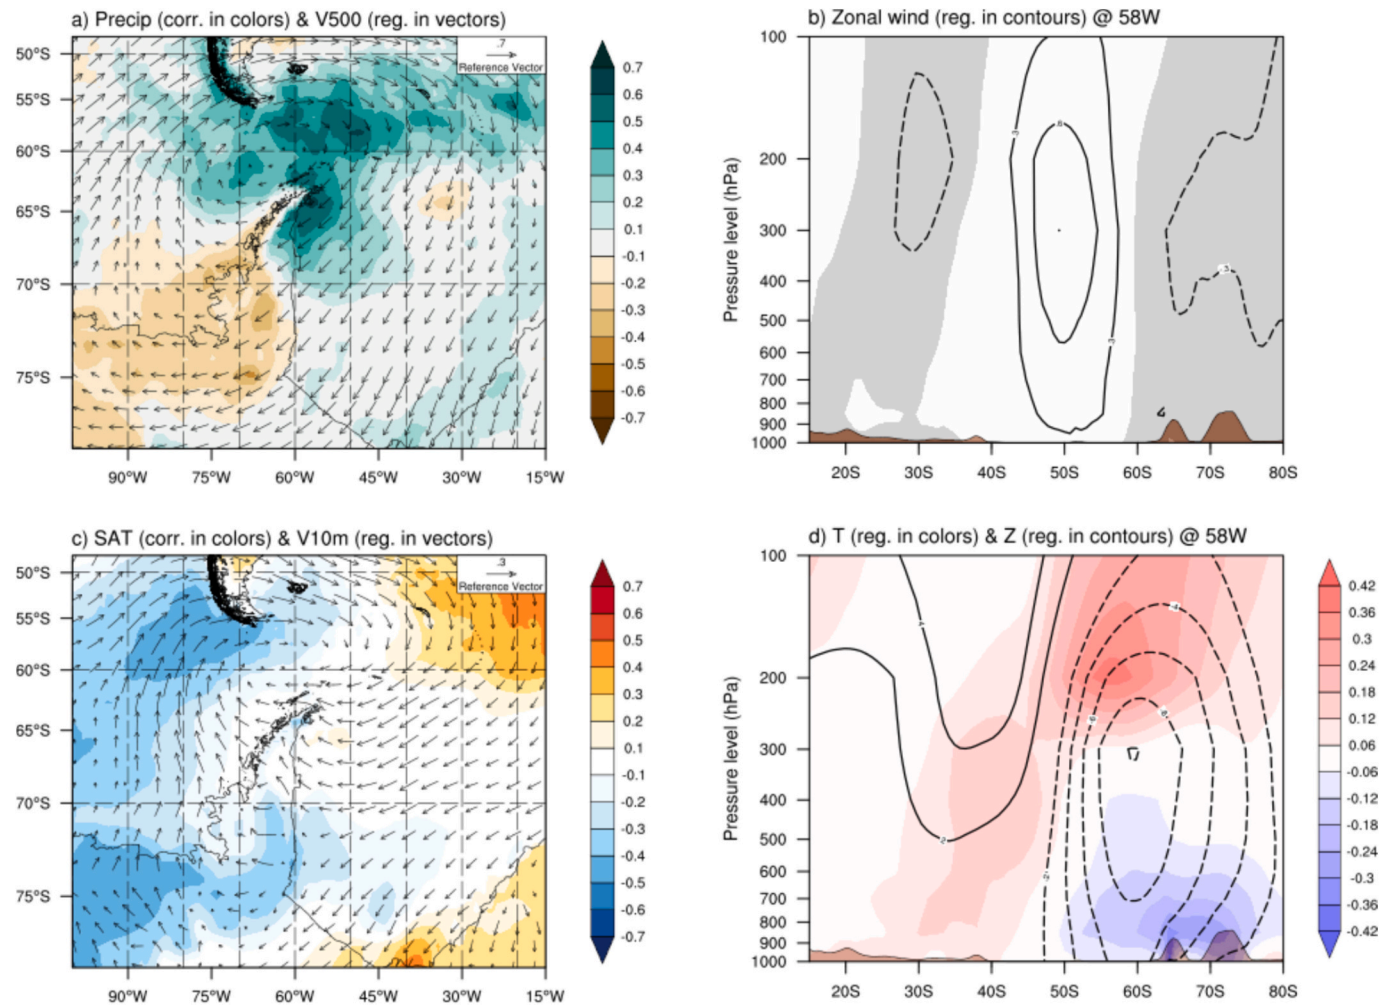 a) Precip (corr. in colors) & V500 (reg. in vectors)
.7
Reference Vector
50°S
55°S
60°S
65°S
70°S
75°S
90°W 75°W 60°W 45°W 30°W 15°W
0.7
0.6
0.5
0.4
0.3
0.2
0.1
-0.1
-0.2
-0.3
-0.4
-0.5
-0.6
-0.7
b) Zonal wind (reg. in contours) @ 58W
Pressure level (hPa)
100
200
300
400
500
600
700
800
900
1000
20S 30S 40S 50S 60S 70S 80S
.3
.3
c) SAT (corr. in colors) & V10m (reg. in vectors)
.3
Reference Vector
50°S
55°S
60°S
65°S
70°S
75°S
90°W 75°W 60°W 45°W 30°W 15°W
0.7
0.6
0.5
0.4
0.3
0.2
0.1
-0.1
-0.2
-0.3
-0.4
-0.5
-0.6
-0.7
d) T (reg. in colors) & Z (reg. in contours) @ 58W
Pressure level (hPa)
100
200
300
400
500
600
700
800
900
1000
20S 30S 40S 50S 60S 70S 80S
-4
0.42
0.36
0.3
0.24
0.18
0.12
0.06
-0.06
-0.12
-0.18
-0.24
-0.3
-0.36
-0.42